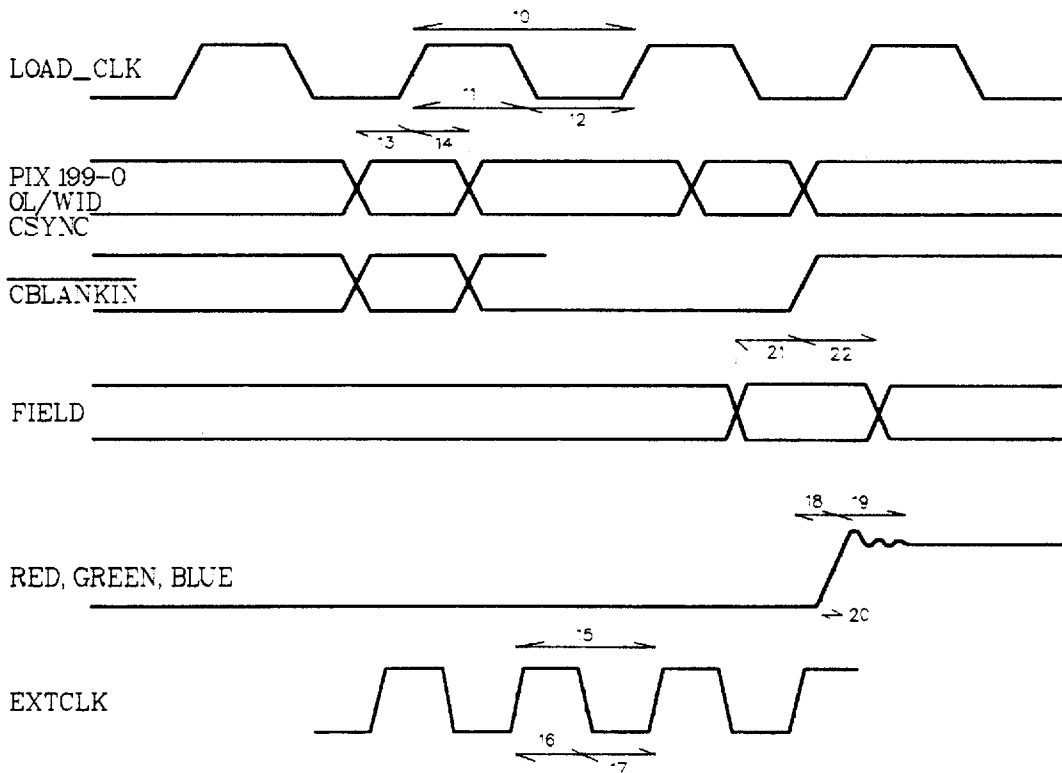 10
LOAD_CLK
11
12
13
14
PIX 199-0
OL/WID
CSYNC
CBLANKIN
21
22
FIELD
18
19
RED, GREEN, BLUE
20
15
EXTCLK
16
17